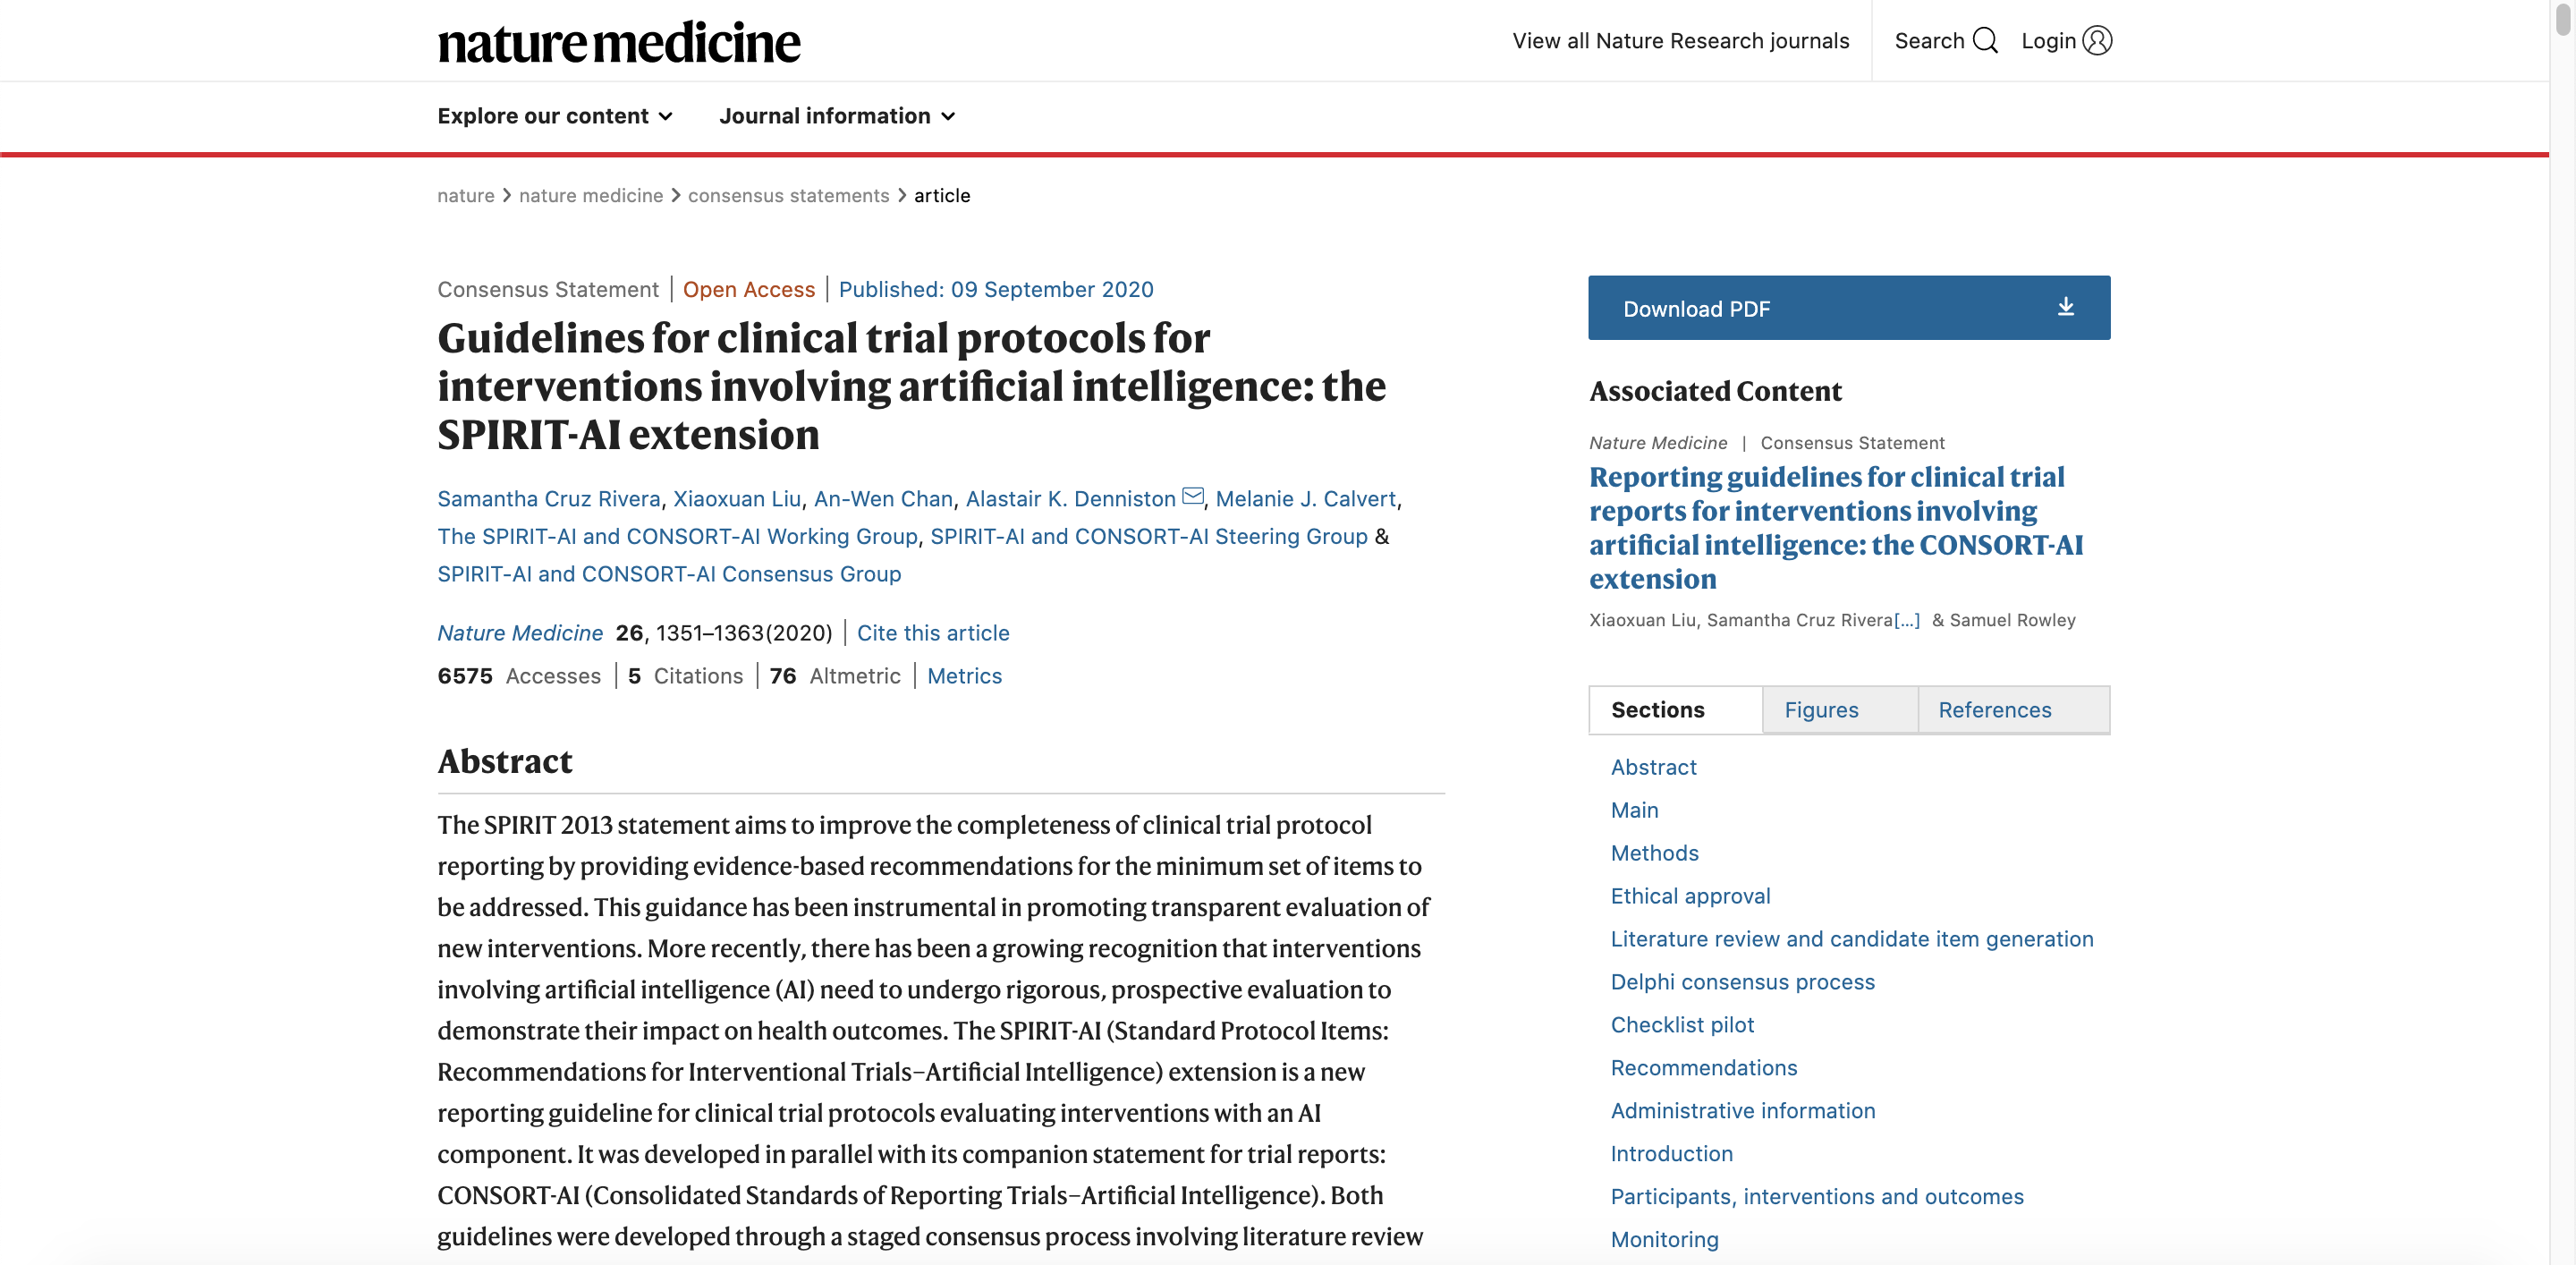 nature medicine
View all Nature Research journals
Search
Login
Explore our content
Journal information
nature > nature medicine > consensus statements > article
Consensus Statement | Open Access | Published: 09 September 2020
Guidelines for clinical trial protocols for
interventions involving artificial intelligence: the
SPIRIT-AI extension
Samantha Cruz Rivera, Xiaoxuan Liu, An-Wen Chan, Alastair K. Denniston, Melanie J. Calvert,
The SPIRIT-AI and CONSORT-AI Working Group, SPIRIT-AI and CONSORT-AI Steering Group &
SPIRIT-AI and CONSORT-AI Consensus Group
Nature Medicine 26, 1351–1363(2020) | Cite this article
6575 Accesses | 5 Citations | 76 Altmetric | Metrics
Abstract
The SPIRIT 2013 statement aims to improve the completeness of clinical trial protocol
reporting by providing evidence-based recommendations for the minimum set of items to
be addressed. This guidance has been instrumental in promoting transparent evaluation of
new interventions. More recently, there has been a growing recognition that interventions
involving artificial intelligence (AI) need to undergo rigorous, prospective evaluation to
demonstrate their impact on health outcomes. The SPIRIT-AI (Standard Protocol Items:
Recommendations for Interventional Trials–Artificial Intelligence) extension is a new
reporting guideline for clinical trial protocols evaluating interventions with an AI
component. It was developed in parallel with its companion statement for trial reports:
CONSORT-AI (Consolidated Standards of Reporting Trials–Artificial Intelligence). Both
guidelines were developed through a staged consensus process involving literature review
Download PDF
Associated Content
Nature Medicine | Consensus Statement
Reporting guidelines for clinical trial
reports for interventions involving
artificial intelligence: the CONSORT-AI
extension
Xiaoxuan Liu, Samantha Cruz Rivera[...] & Samuel Rowley
Sections
Figures
References
Abstract
Main
Methods
Ethical approval
Literature review and candidate item generation
Delphi consensus process
Checklist pilot
Recommendations
Administrative information
Introduction
Participants, interventions and outcomes
Monitoring